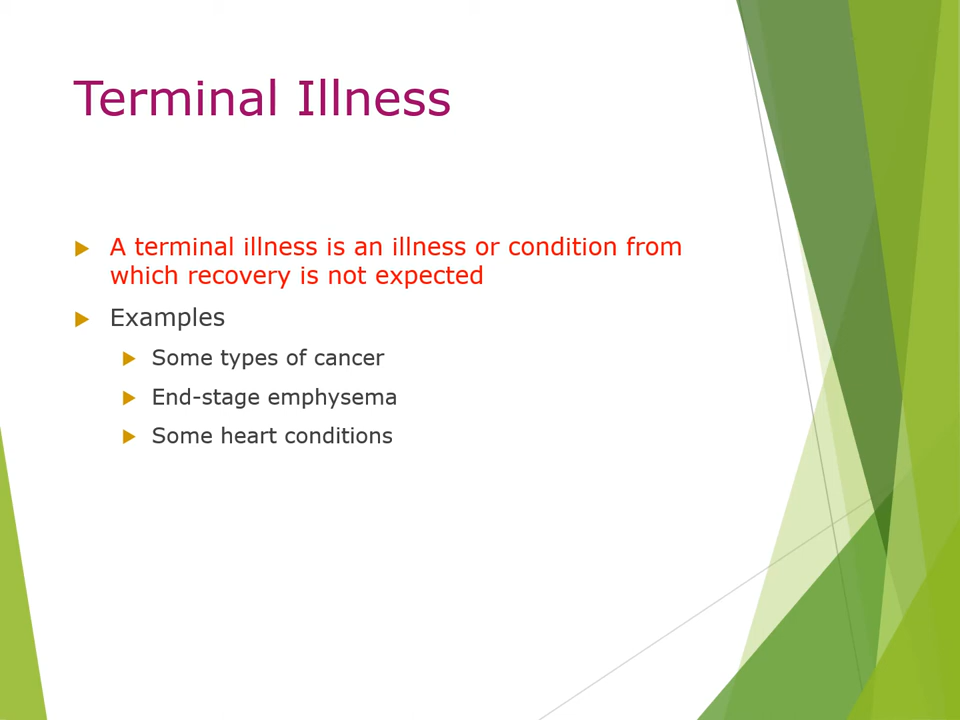 Terminal Illness
A terminal illness is an illness or condition from
which recovery is not expected
Examples
Some types of cancer
End-stage emphysema
Some heart conditions